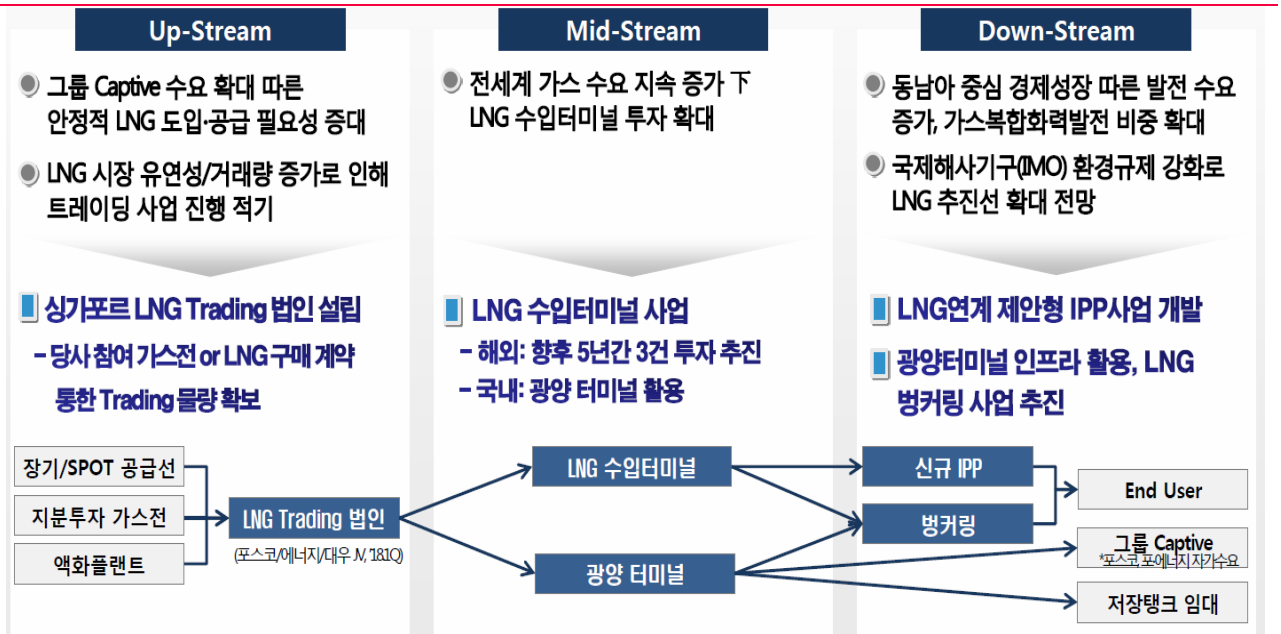 Up-Stream
그룹 Captive 수요 확대 따른
안정적 LNG 도입·공급 필요성 증대
LNG 시장 유연성/거래량 증가로 인해
트레이딩 사업 진행 적기
싱가포르 LNG Trading 법인 설립
- 당사 참여 가스전 or LNG 구매 계약
통한 Trading 물량 확보
Mid-Stream
전세계 가스 수요 지속 증가 下
LNG 수입터미널 투자 확대
LNG 수입터미널 사업
- 해외: 향후 5년간 3건 투자 추진
- 국내: 광양 터미널 활용
Down-Stream
동남아 중심 경제성장 따른 발전 수요
증가, 가스복합화력발전 비중 확대
국제해사기구(IMO) 환경규제 강화로
LNG 추진선 확대 전망
LNG연계 제안형 IPP사업 개발
광양터미널 인프라 활용, LNG
벙커링 사업 추진
장기/SPOT 공급선
지분투자 가스전
액화플랜트
LNG Trading 법인
(포스코/에너지/대우 JV, '18.1Q)
LNG 수입터미널
광양 터미널
신규 IPP
벙커링
End User
그룹 Captive
*포스코, 포에너지 자가수요
저장탱크 임대